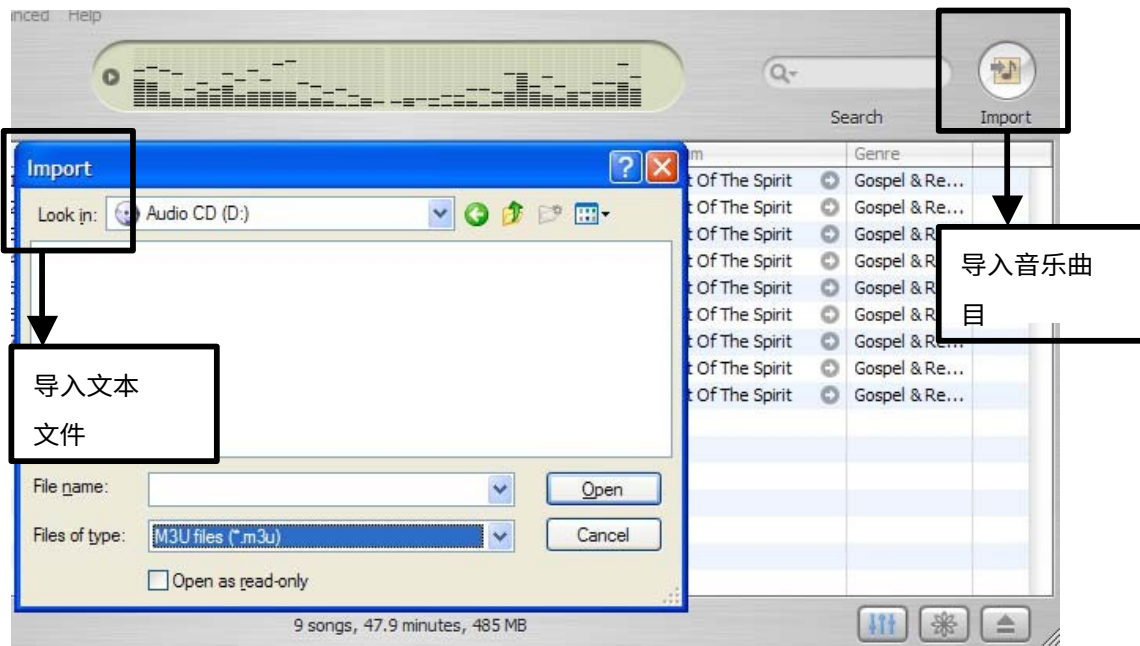 Help
Search
Import
Genre
Import
Look in:
Audio CD (D:)
t Of The Spirit
Gospel & Re...
t Of The Spirit
Gospel & Re...
t Of The Spirit
Gospel & R
t Of The Spirit
Gospel & R
t Of The Spirit
Gospel & R
t Of The Spirit
Gospel & R
t Of The Spirit
Gospel & Re...
t Of The Spirit
Gospel & Re...
t Of The Spirit
Gospel & Re...
导入音乐曲
目
导入文本
文件
File name:
Open
Files of type:
M3U files (*.m3u)
Cancel
Open as read-only
9 songs, 47.9 minutes, 485 MB